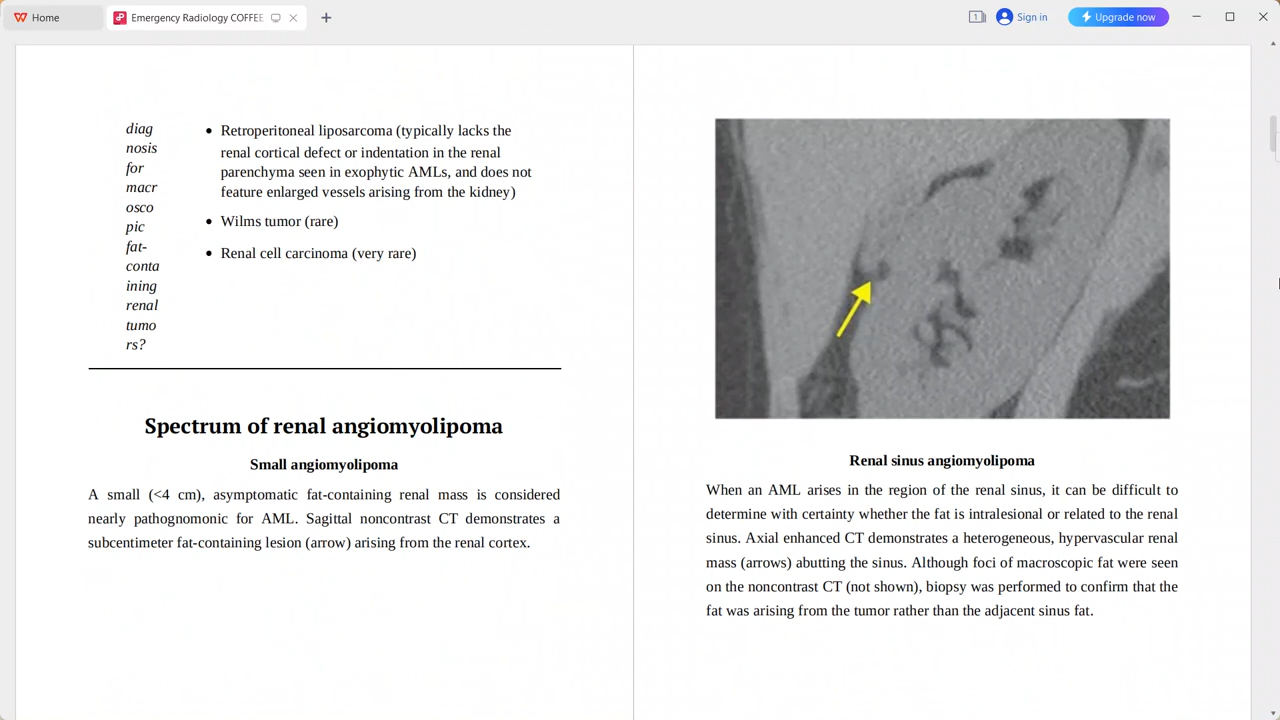 Home
Emergency Radiology COFFEE
1
Sign in
Upgrade now
diag
nosis
for
macr
osco
pic
fat-
conta
ining
renal
tumo
rs?
• Retroperitoneal liposarcoma (typically lacks the
renal cortical defect or indentation in the renal
parenchyma seen in exophytic AMLs, and does not
feature enlarged vessels arising from the kidney)
• Wilms tumor (rare)
• Renal cell carcinoma (very rare)
Spectrum of renal angiomyolipoma
Small angiomyolipoma
A small (<4 cm), asymptomatic fat-containing renal mass is considered
nearly pathognomonic for AML. Sagittal noncontrast CT demonstrates a
subcentimeter fat-containing lesion (arrow) arising from the renal cortex.
Renal sinus angiomyolipoma
When an AML arises in the region of the renal sinus, it can be difficult to
determine with certainty whether the fat is intralesional or related to the renal
sinus. Axial enhanced CT demonstrates a heterogeneous, hypervascular renal
mass (arrows) abutting the sinus. Although foci of macroscopic fat were seen
on the noncontrast CT (not shown), biopsy was performed to confirm that the
fat was arising from the tumor rather than the adjacent sinus fat.